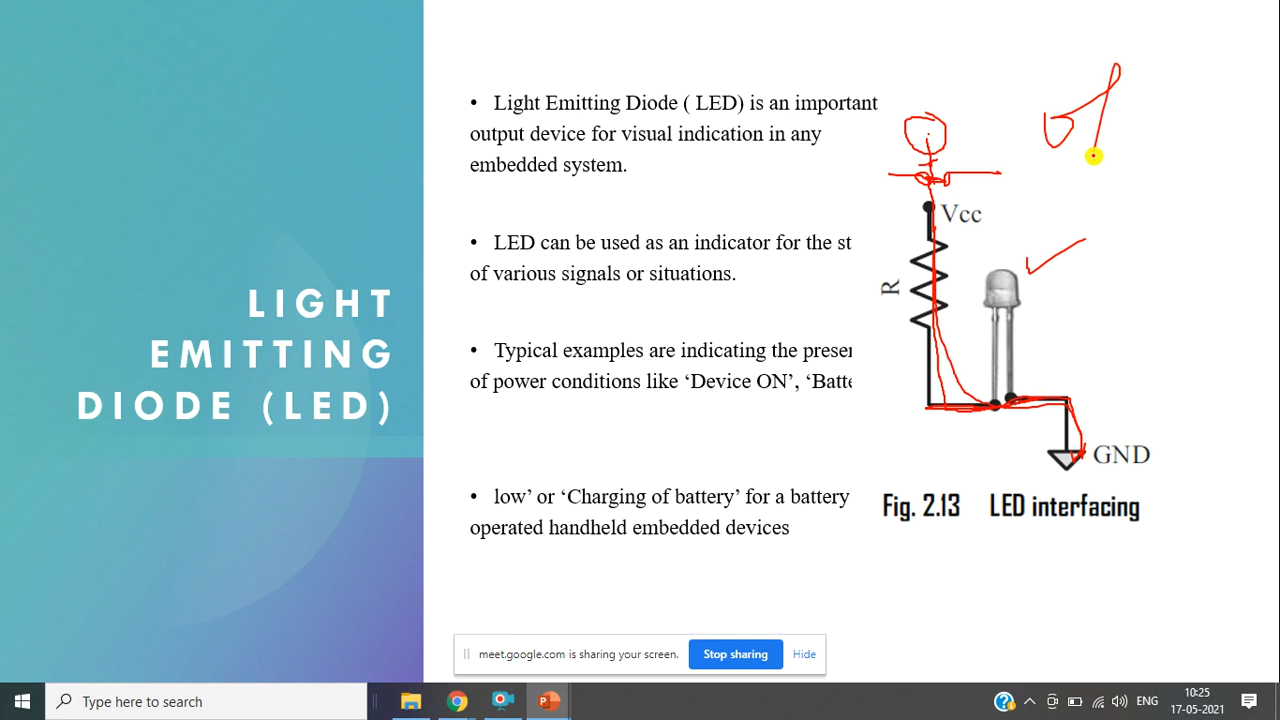 LIGHT
EMITTING
DIODE (LED)
• Light Emitting Diode ( LED) is an important
output device for visual indication in any
embedded system.
• LED can be used as an indicator for the st
of various signals or situations.
• Typical examples are indicating the presen
of power conditions like ‘Device ON’, ‘Batte
• low’ or ‘Charging of battery’ for a battery
operated handheld embedded devices
Vcc
R
GND
Fig. 2.13 LED interfacing
meet.google.com is sharing your screen. Stop sharing Hide
Type here to search
ENG
10:25
17-05-2021